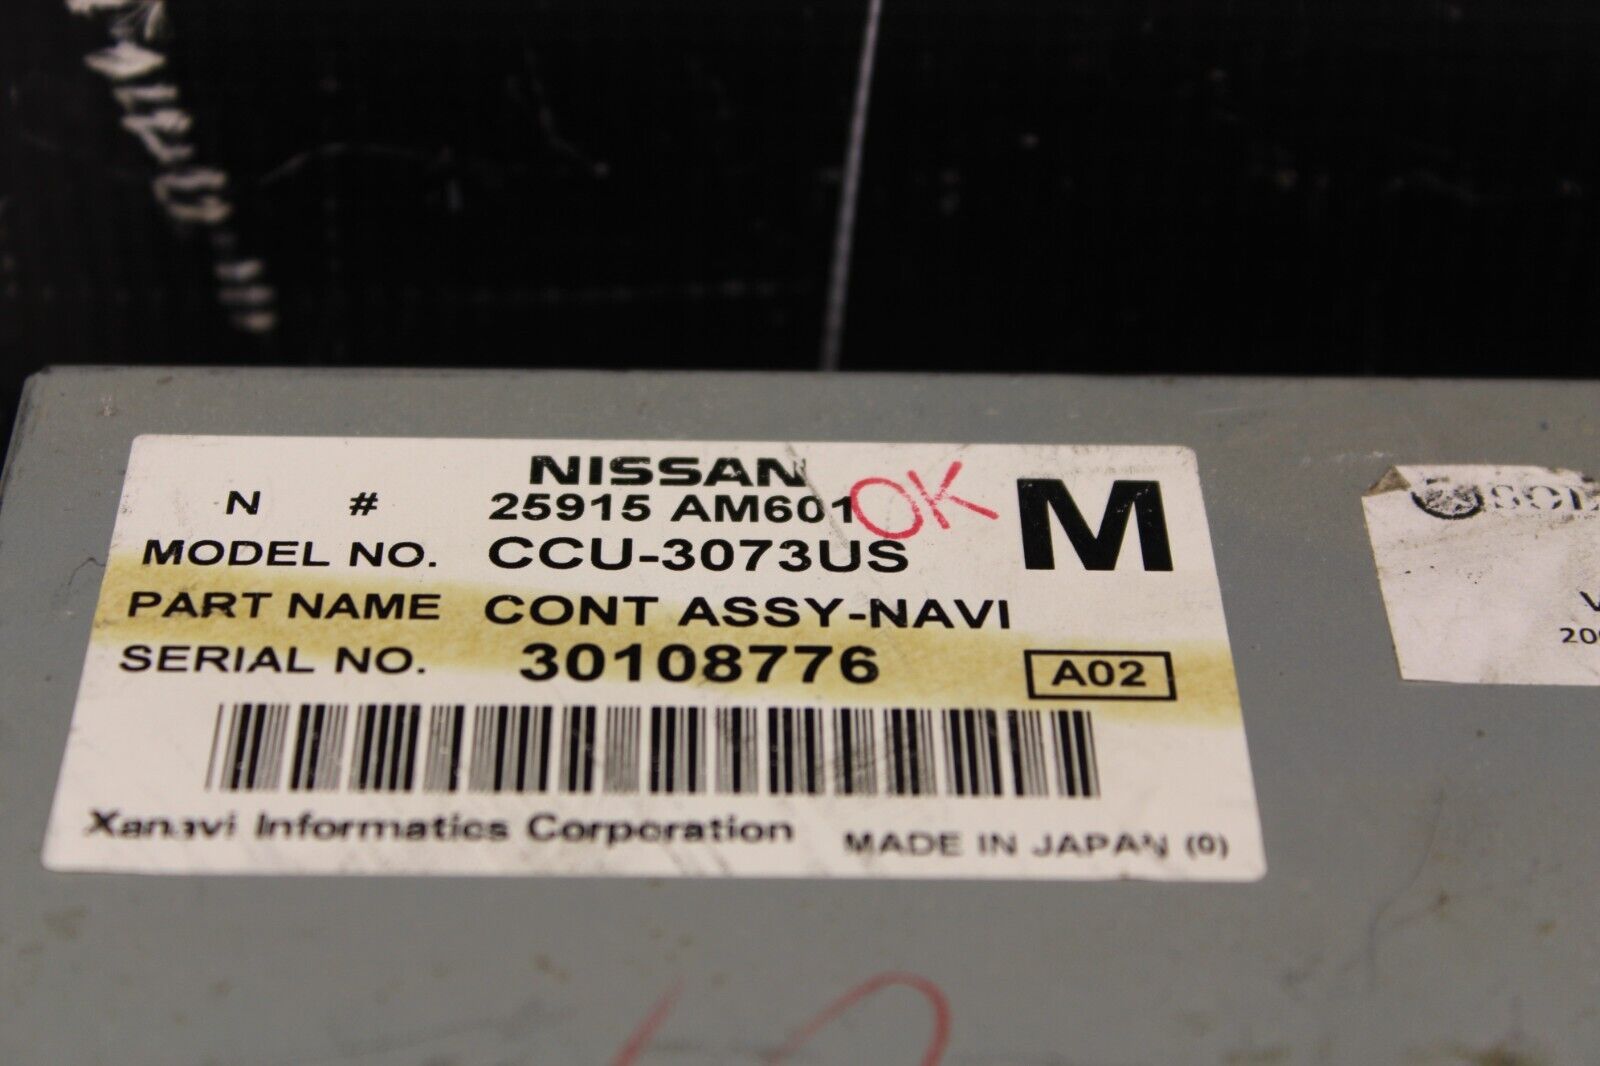 NISSAN
N # 25915 AM601 OK M
MODEL NO. CCU-3073US
PART NAME CONT ASSY-NAVI
SERIAL NO. 30108776 A02
Xanavi Informatics Corporation MADE IN JAPAN (0)